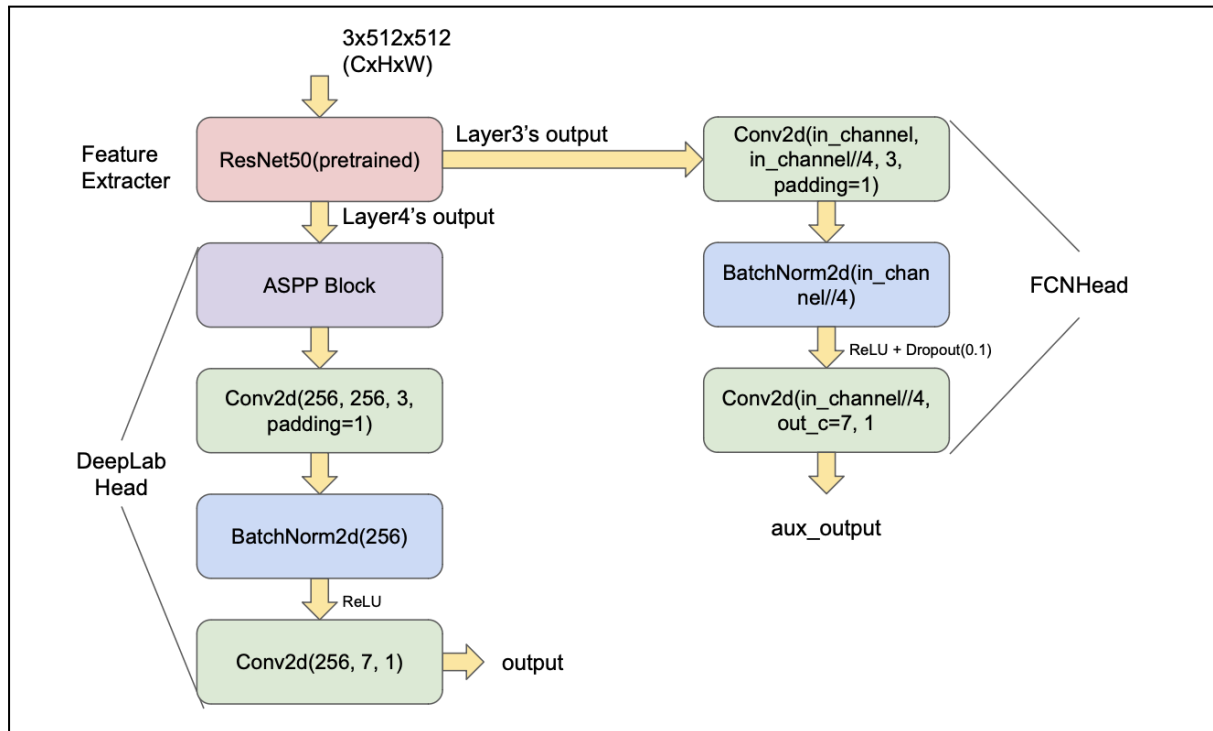 3x512x512
(CxHxW)
Feature
Extracter
ResNet50(pretrained)
Layer3's output
Layer4's output
ASPP Block
Conv2d(256, 256, 3,
padding=1)
DeepLab
Head
BatchNorm2d(256)
ReLU
Conv2d(256, 7, 1)
output
Conv2d(in_channel,
in_channel//4, 3,
padding=1)
BatchNorm2d(in_chan
nel//4)
FCNHead
ReLU + Dropout(0.1)
Conv2d(in_channel//4,
out_c=7, 1
aux_output